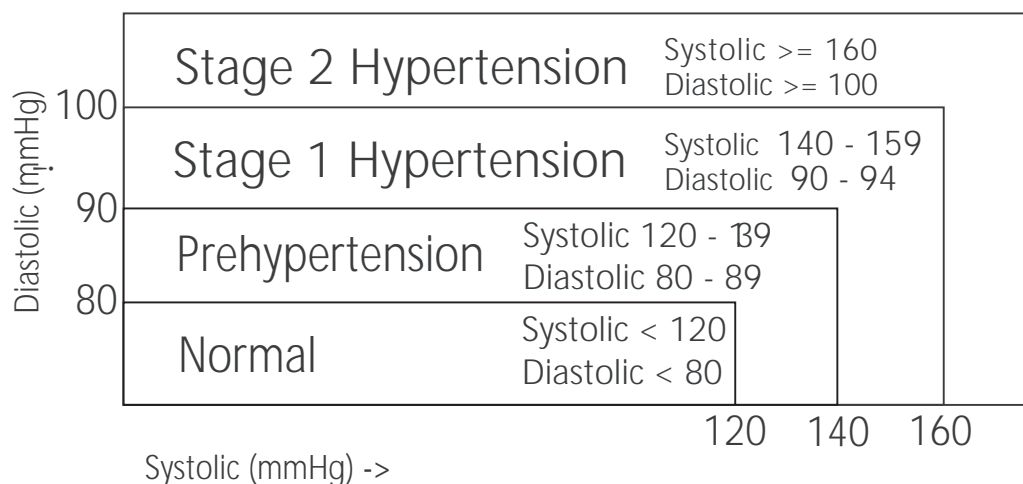 Stage 2 Hypertension
Systolic >= 160
Diastolic >= 100
100
Stage 1 Hypertension
Systolic 140 - 159
Diastolic 90 - 94
90
Prehypertension
Systolic 120 - 139
Diastolic 80 - 89
80
Normal
Systolic < 120
Diastolic < 80
Diastolic (mmHg)
120 140 160
Systolic (mmHg) ->